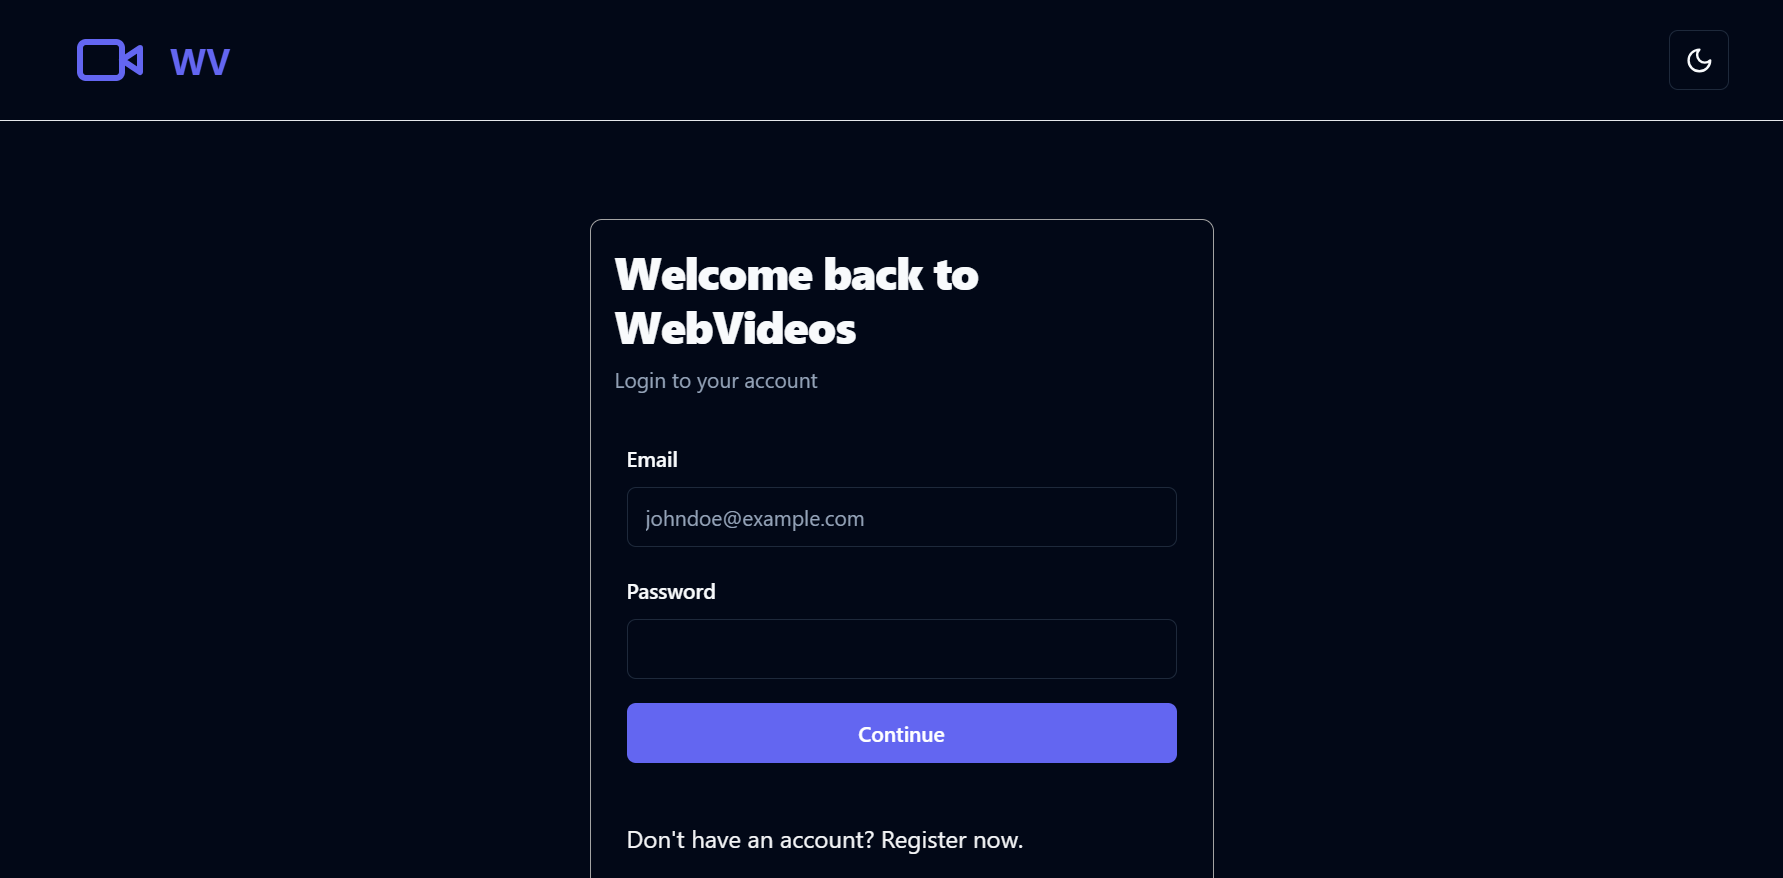 WV
Welcome back to
WebVideos
Login to your account
Email
johndoe@example.com
Password
Continue
Don't have an account? Register now.